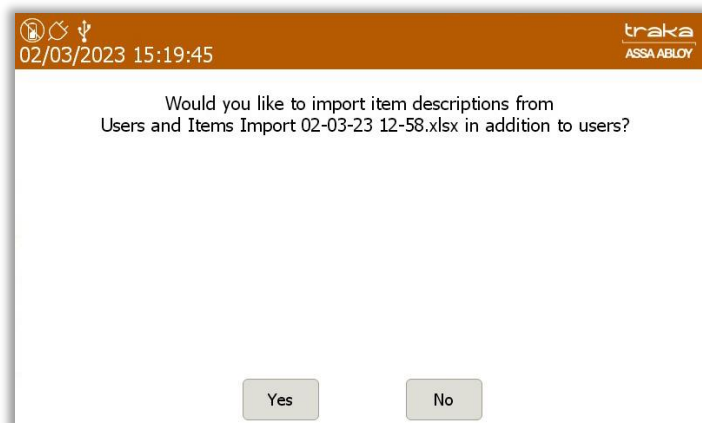 traka
02/03/2023 15:19:45
ASSA ABLOY
Would you like to import item descriptions from
Users and Items Import 02-03-23 12-58.xlsx in addition to users?
Yes
No